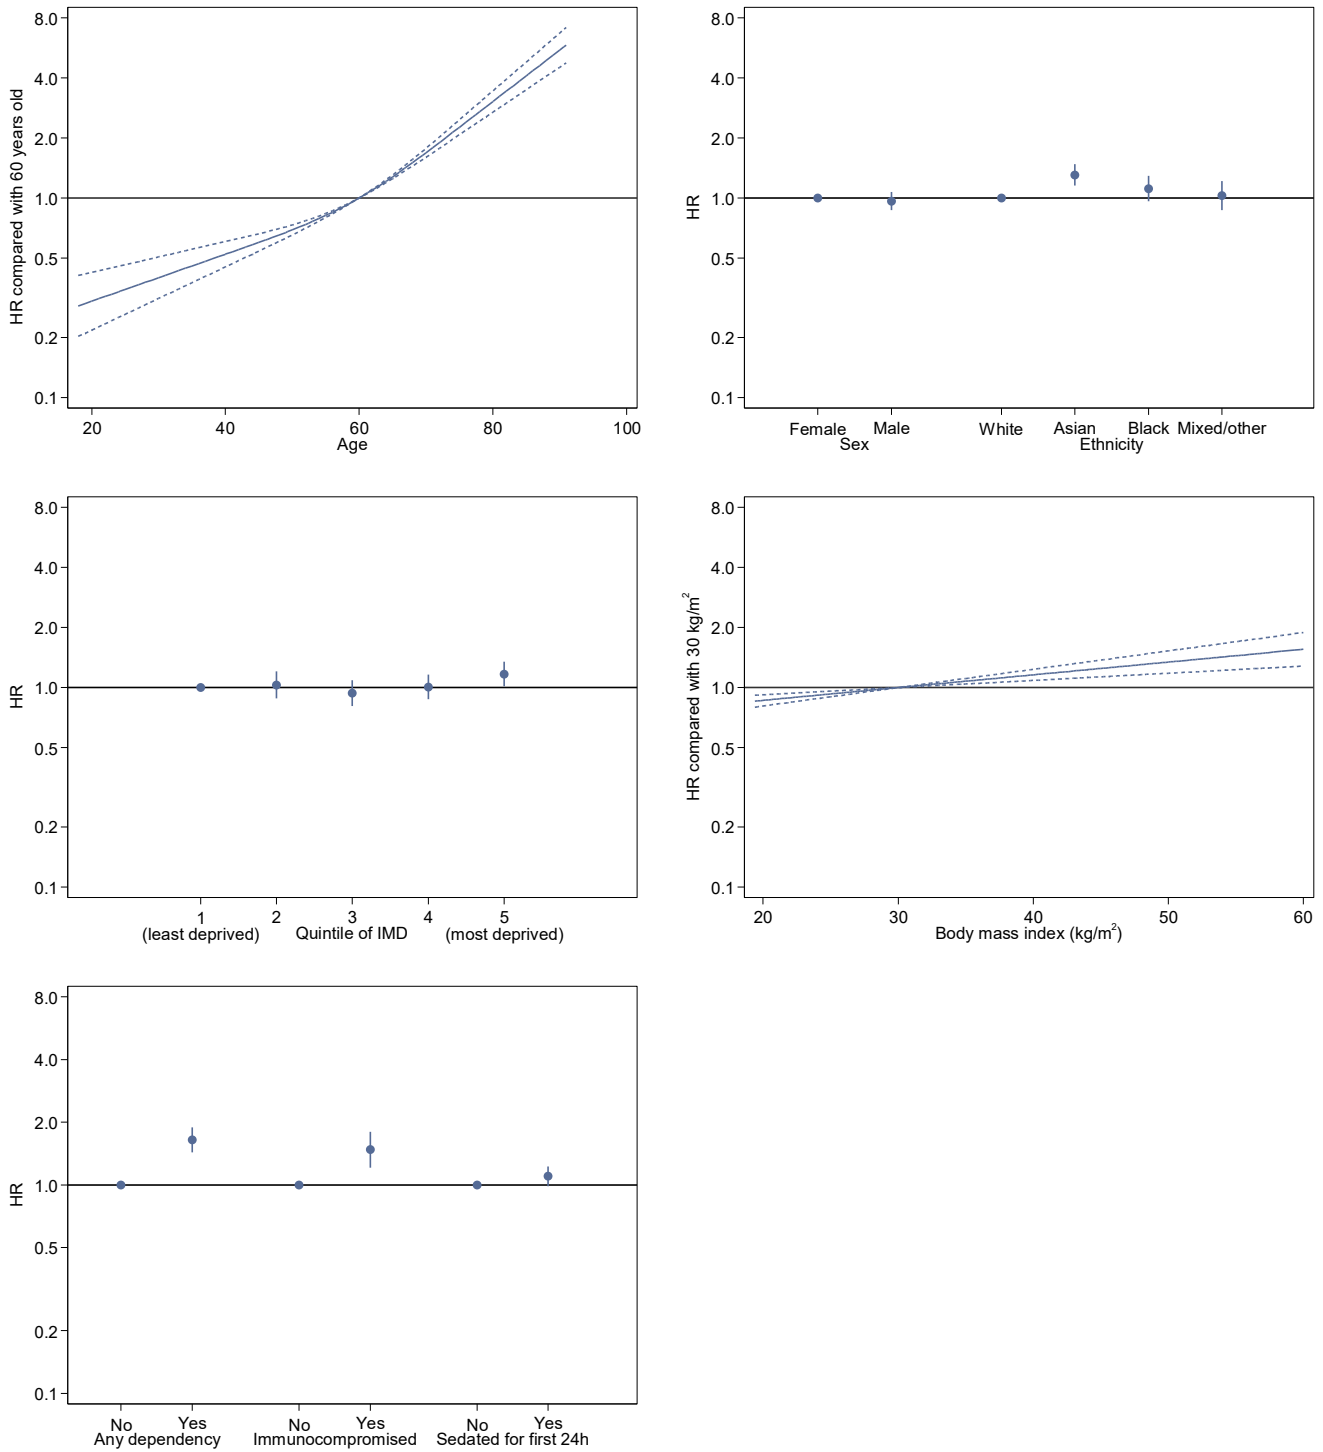 HR compared with 60 years old
8.0
4.0
2.0
1.0
0.5
0.2
0.1
20 40 60 80 100
Age
HR
8.0
4.0
2.0
1.0
0.5
0.2
0.1
Female Male White Asian Black Mixed/other
Sex Ethnicity
HR
8.0
4.0
2.0
1.0
0.5
0.2
0.1
1 2 3 4 5
(least deprived) Quintile of IMD (most deprived)
HR compared with 30 kg/m²
8.0
4.0
2.0
1.0
0.5
0.2
0.1
20 30 40 50 60
Body mass index (kg/m²)
HR
8.0
4.0
2.0
1.0
0.5
0.2
0.1
No Yes No Yes No Yes
Any dependency Immunocompromised Sedated for first 24h